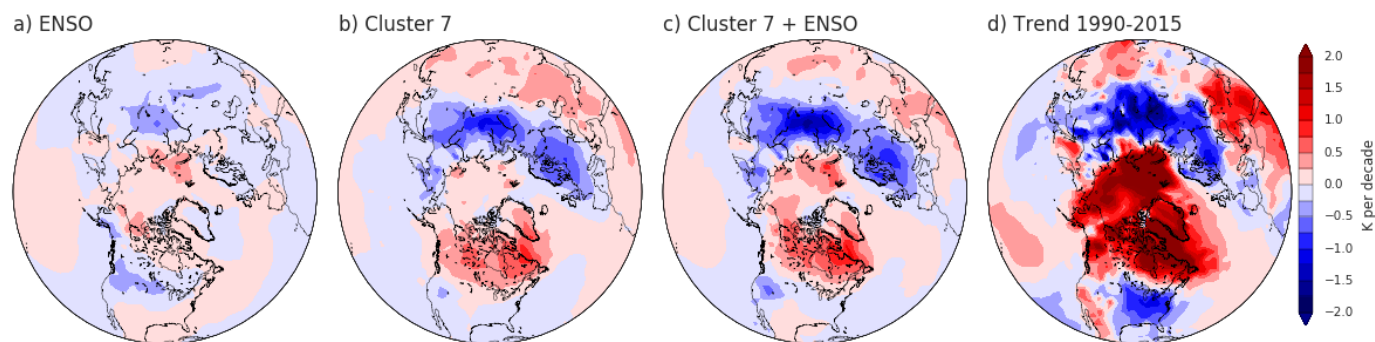 a) ENSO
b) Cluster 7
c) Cluster 7 + ENSO
d) Trend 1990-2015
2.0
1.5
1.0
0.5
0.0
−0.5
−1.0
−1.5
−2.0
K per decade